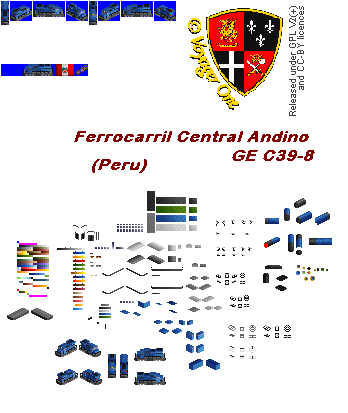 © Voyager One
Released under GPL v2(+)
and CC-BY licences
Ferrocarril Central Andino
(Peru)
GE C39-8